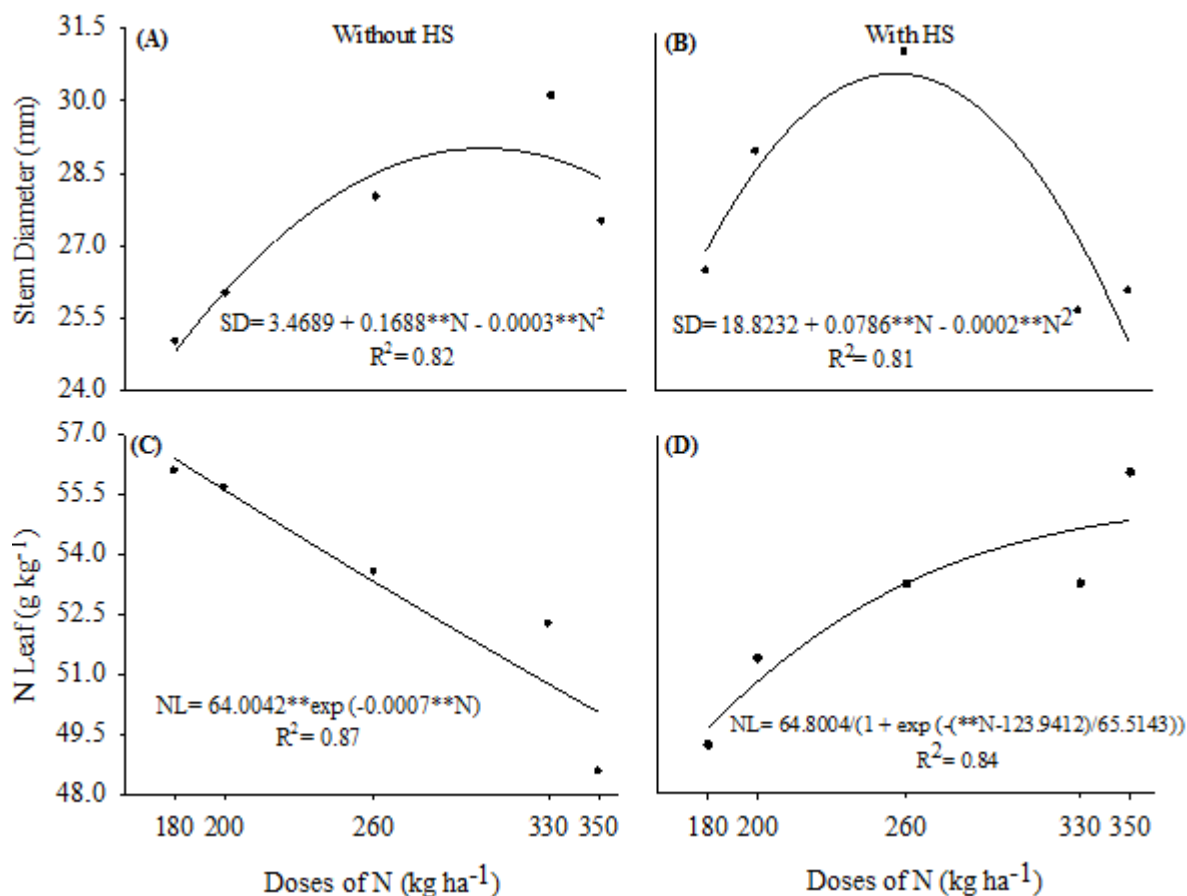 (A) Without HS
(B) With HS
Stem Diameter (mm)
31.5
30.0
28.5
27.0
25.5
24.0
SD= 3.4689 + 0.1688**N - 0.0003**N²
R² = 0.82
SD= 18.8232 + 0.0786**N - 0.0002**N²
R² = 0.81
(C)
(D)
N Leaf (g kg⁻¹)
57.0
55.5
54.0
52.5
51.0
49.5
48.0
NL= 64.0042**exp (-0.0007**N)
R² = 0.87
NL= 64.8004/(1 + exp (-(**N-123.9412)/65.5143))
R² = 0.84
180 200 260 330 350
180 200 260 330 350
Doses of N (kg ha⁻¹)
Doses of N (kg ha⁻¹)